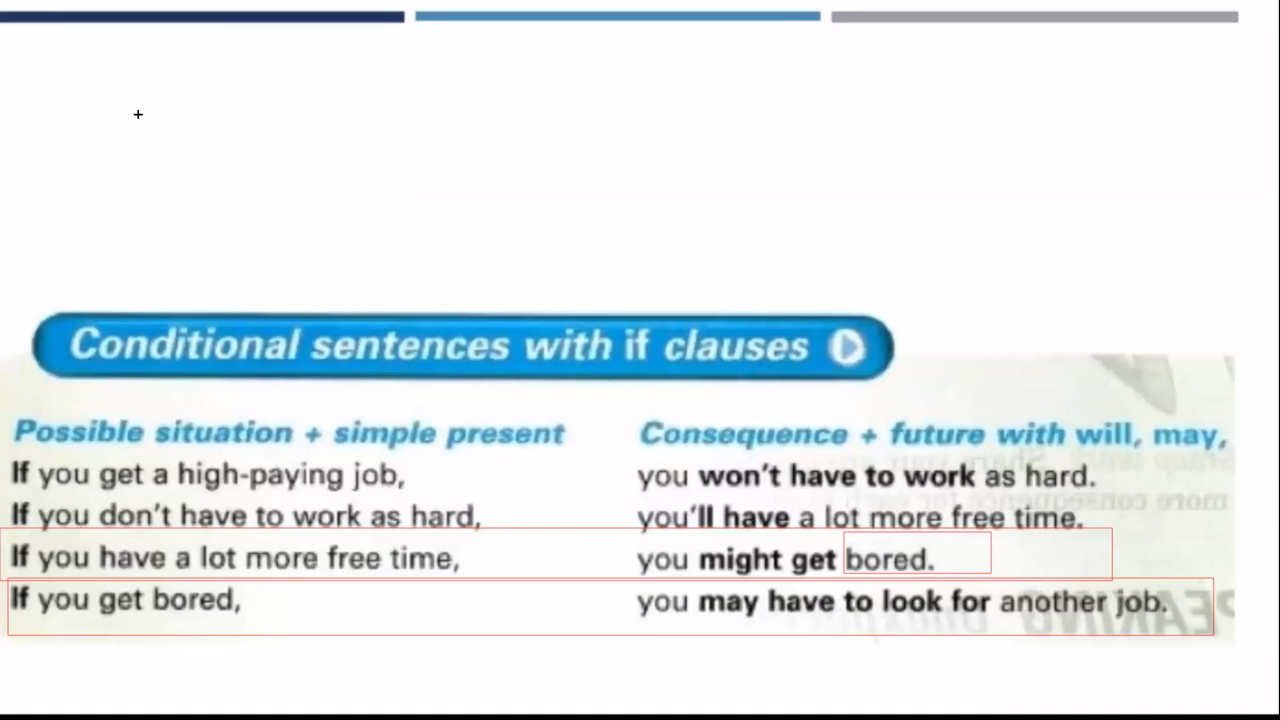 Conditional sentences with if clauses
Possible situation + simple present Consequence + future with will, may,
If you get a high-paying job, you won't have to work as hard.
If you don't have to work as hard, you'll have a lot more free time.
If you have a lot more free time, you might get bored.
If you get bored, you may have to look for another job.